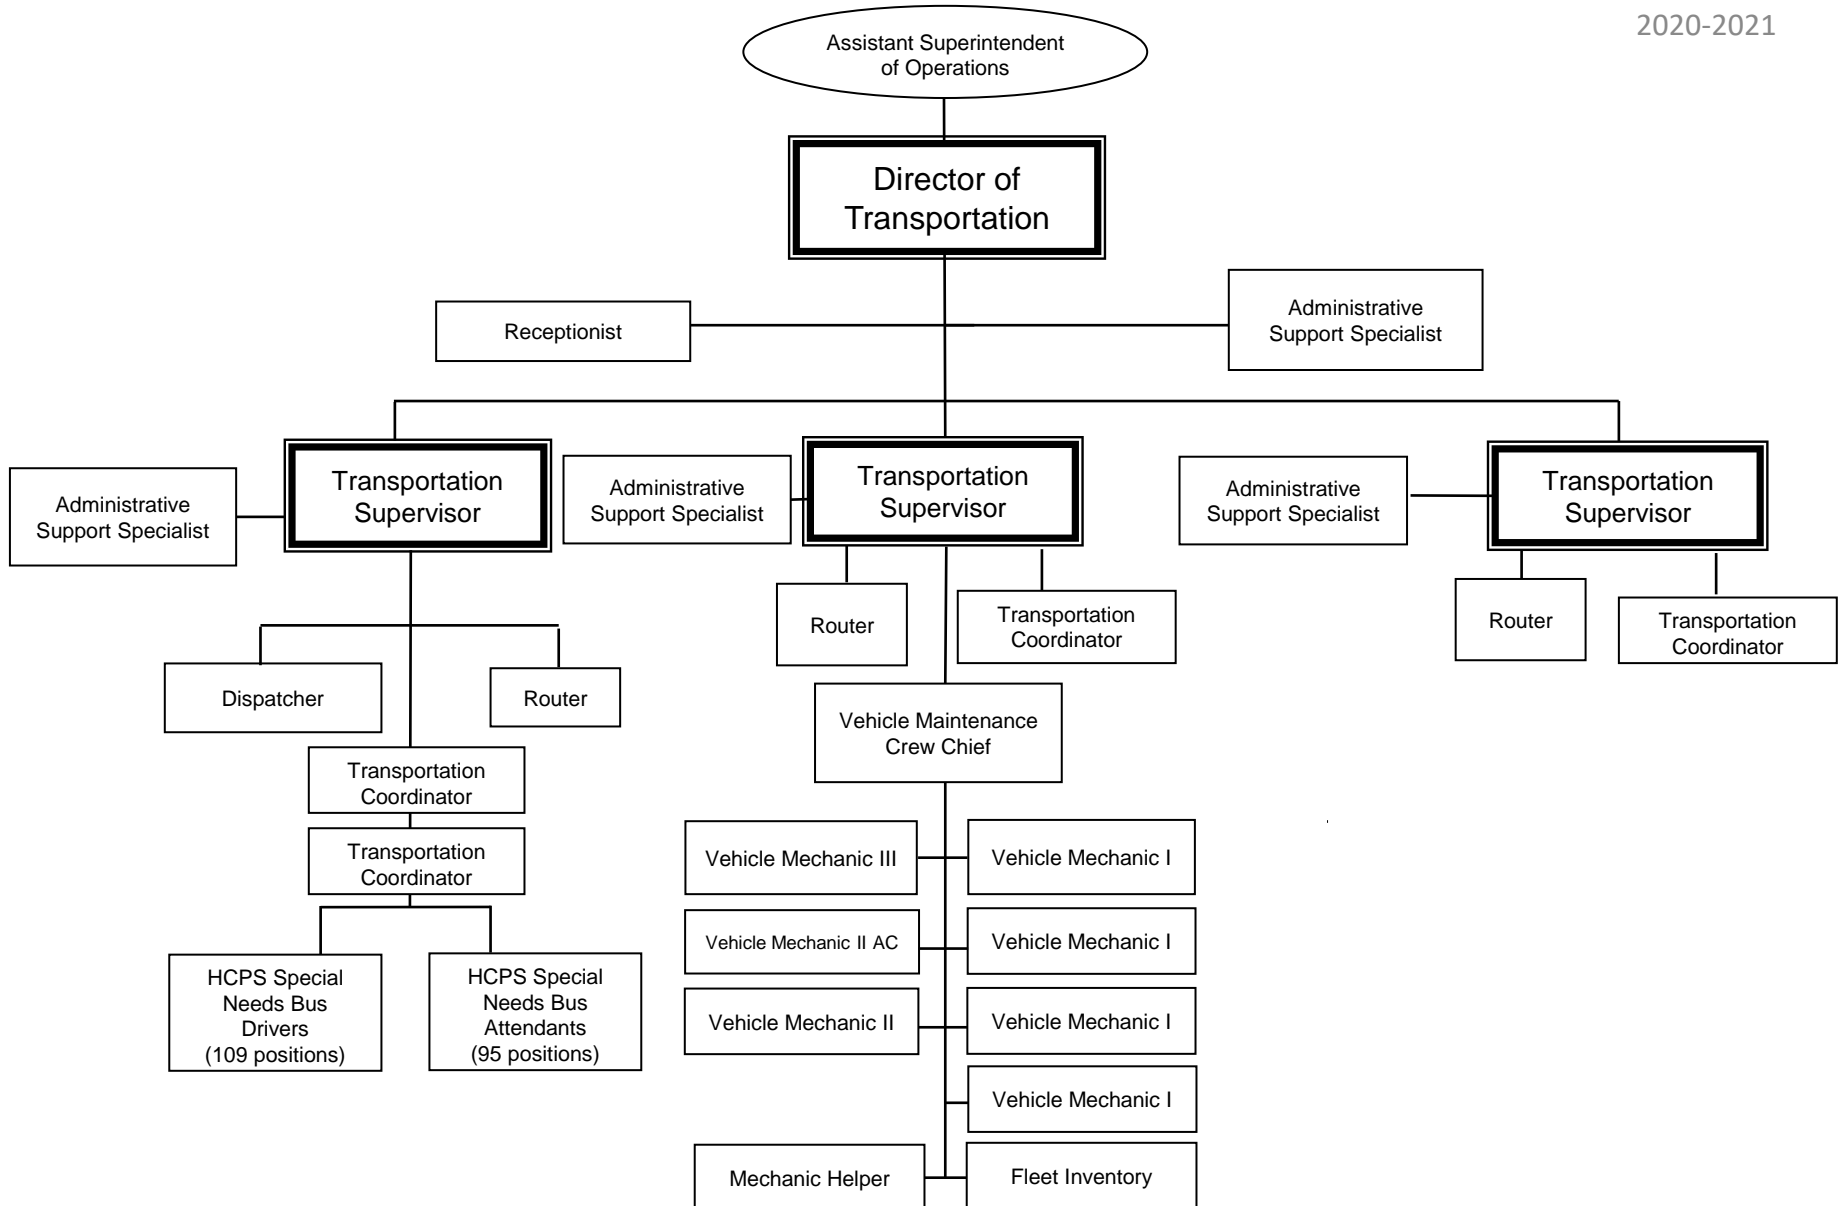 2020-2021
Assistant Superintendent
of Operations
Director of
Transportation
Receptionist
Administrative
Support Specialist
Administrative
Support Specialist
Transportation
Supervisor
Administrative
Support Specialist
Transportation
Supervisor
Administrative
Support Specialist
Transportation
Supervisor
Dispatcher
Router
Transportation
Coordinator
Transportation
Coordinator
HCPS Special
Needs Bus
Drivers
(109 positions)
HCPS Special
Needs Bus
Attendants
(95 positions)
Router
Transportation
Coordinator
Vehicle Maintenance
Crew Chief
Vehicle Mechanic III
Vehicle Mechanic I
Vehicle Mechanic II AC
Vehicle Mechanic I
Vehicle Mechanic II
Vehicle Mechanic I
Vehicle Mechanic I
Mechanic Helper
Fleet Inventory
Router
Transportation
Coordinator